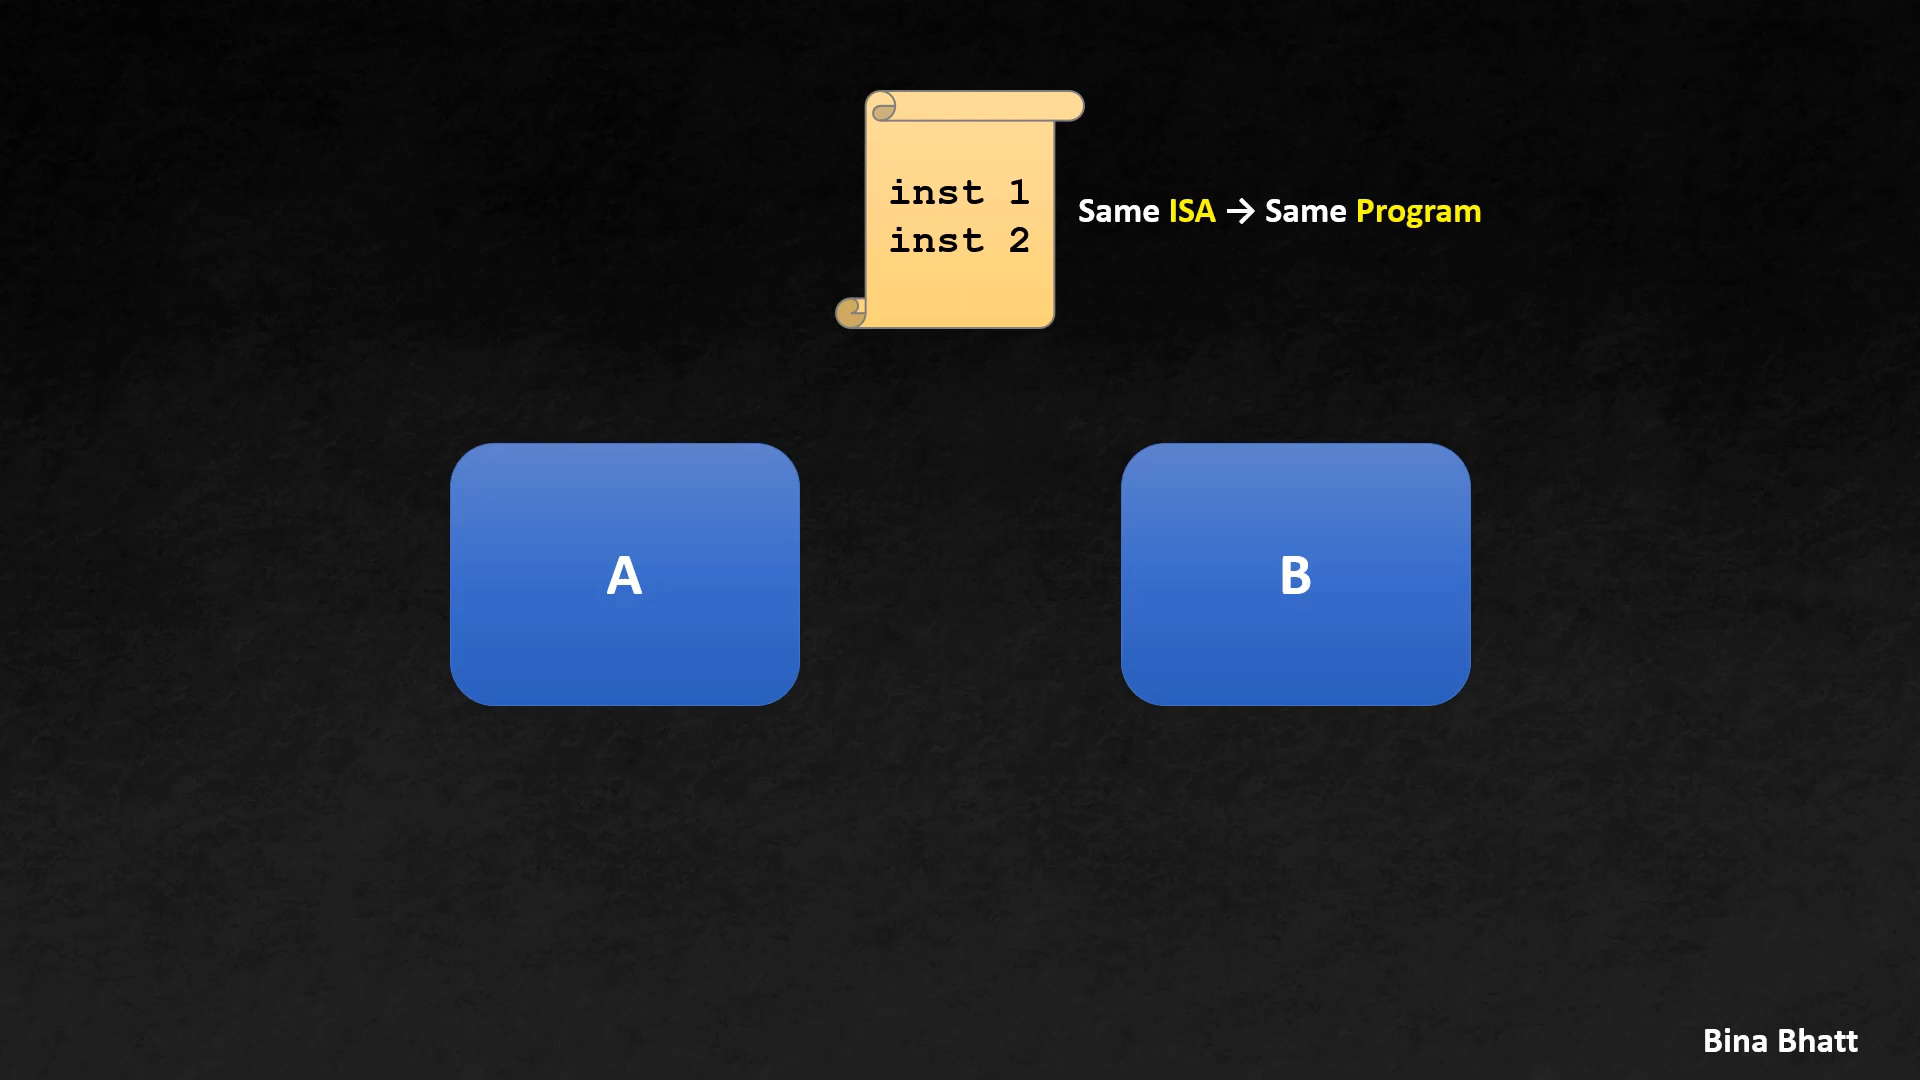 inst 1
inst 2
Same ISA → Same Program
A
B
Bina Bhatt